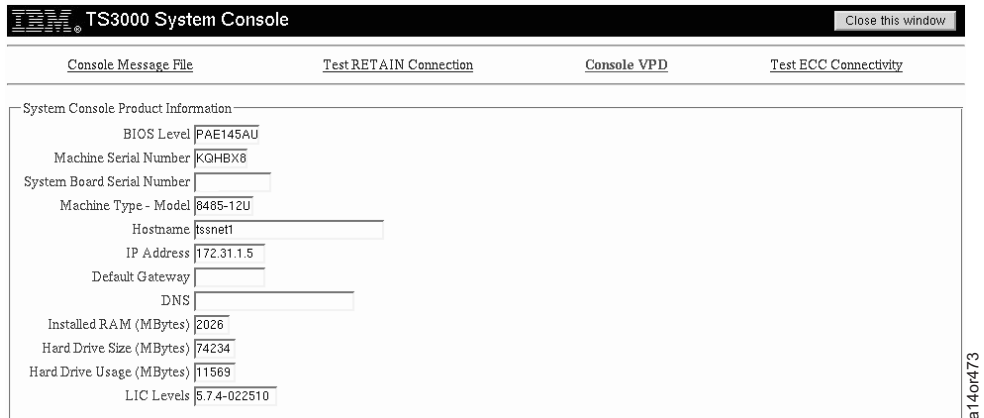 IBM® TS3000 System Console
Close this window
Console Message File
Test RETAIN Connection
Console VPD
Test ECC Connectivity
System Console Product Information
BIOS Level PAE145AU
Machine Serial Number KQHBX8
System Board Serial Number
Machine Type - Model 8485-12U
Hostname tssnet1
IP Address 172.31.1.5
Default Gateway
DNS
Installed RAM (MBytes) 2026
Hard Drive Size (MBytes) 74234
Hard Drive Usage (MBytes) 11569
LIC Levels 5.7.4-022510
a14or473